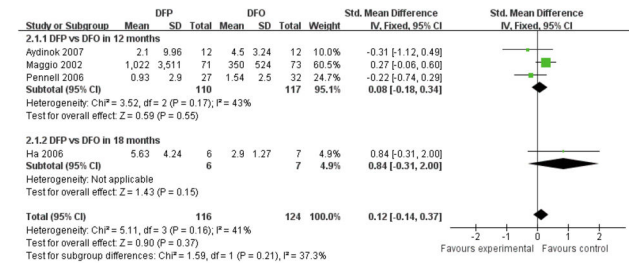 DFP DFO Std. Mean Difference Std. Mean Difference
Study or Subgroup Mean SD Total Mean SD Total Weight IV, Fixed, 95% CI IV, Fixed, 95% CI
2.1.1 DFP vs DFO in 12 months
Aydinok 2007 2.1 9.96 12 4.5 3.24 12 10.0% -0.31 [-1.12, 0.49]
Maggio 2002 1,022 3,511 71 350 524 73 60.5% 0.27 [-0.06, 0.60]
Pennell 2006 0.93 2.9 27 1.54 2.5 32 24.7% -0.22 [-0.74, 0.29]
Subtotal (95% CI) 110 117 95.1% 0.08 [-0.18, 0.34]
Heterogeneity: Chi² = 3.52, df = 2 (P = 0.17); I² = 43%
Test for overall effect: Z = 0.59 (P = 0.55)
2.1.2 DFP vs DFO in 18 months
Ha 2006 5.63 4.24 6 2.9 1.27 7 4.9% 0.84 [-0.31, 2.00]
Subtotal (95% CI) 6 7 4.9% 0.84 [-0.31, 2.00]
Heterogeneity: Not applicable
Test for overall effect: Z = 1.43 (P = 0.15)
Total (95% CI) 116 124 100.0% 0.12 [-0.14, 0.37]
Heterogeneity: Chi² = 5.11, df = 3 (P = 0.16); I² = 41%
Test for overall effect: Z = 0.90 (P = 0.37)
Test for subgroup differences: Chi² = 1.59, df = 1 (P = 0.21), I² = 37.3%
-2 -1 0 1 2
Favours experimental Favours control